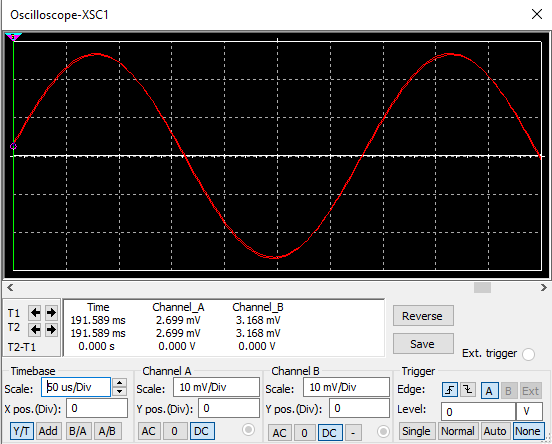 Oscilloscope-XSC1
T1
T2
T2-T1
Time Channel_A Channel_B
191.589 ms 2.699 mV 3.168 mV
191.589 ms 2.699 mV 3.168 mV
0.000 s 0.000 V 0.000 V
Reverse
Save
Ext. trigger
Timebase
Scale: 50 us/Div
X pos.(Div): 0
Y/T Add B/A A/B
Channel A
Scale: 10 mV/Div
Y pos.(Div): 0
AC 0 DC
Channel B
Scale: 10 mV/Div
Y pos.(Div): 0
AC 0 DC -
Trigger
Edge: A B Ext
Level: 0 V
Single Normal Auto None